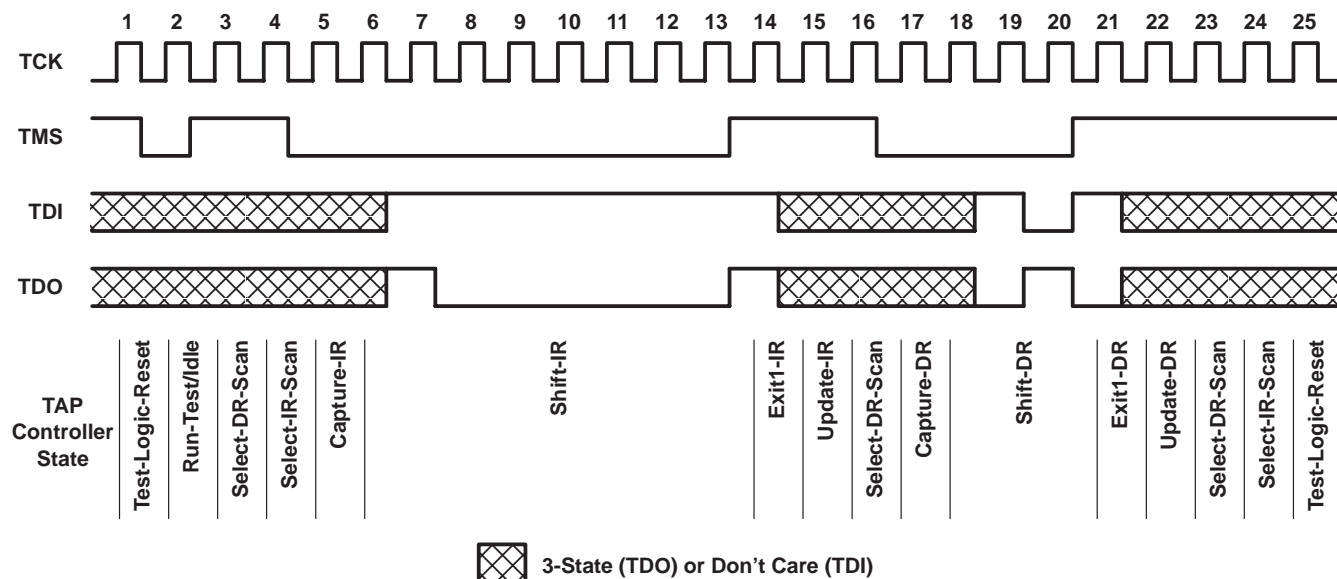 1 2 3 4 5 6 7 8 9 10 11 12 13 14 15 16 17 18 19 20 21 22 23 24 25
TCK
TMS
TDI
TDO
TAP
Controller
State
Test-Logic-Reset
Run-Test/Idle
Select-DR-Scan
Select-IR-Scan
Capture-IR
Shift-IR
Exit1-IR
Update-IR
Select-DR-Scan
Capture-DR
Shift-DR
Exit1-DR
Update-DR
Select-DR-Scan
Select-IR-Scan
Test-Logic-Reset
3-State (TDO) or Don't Care (TDI)